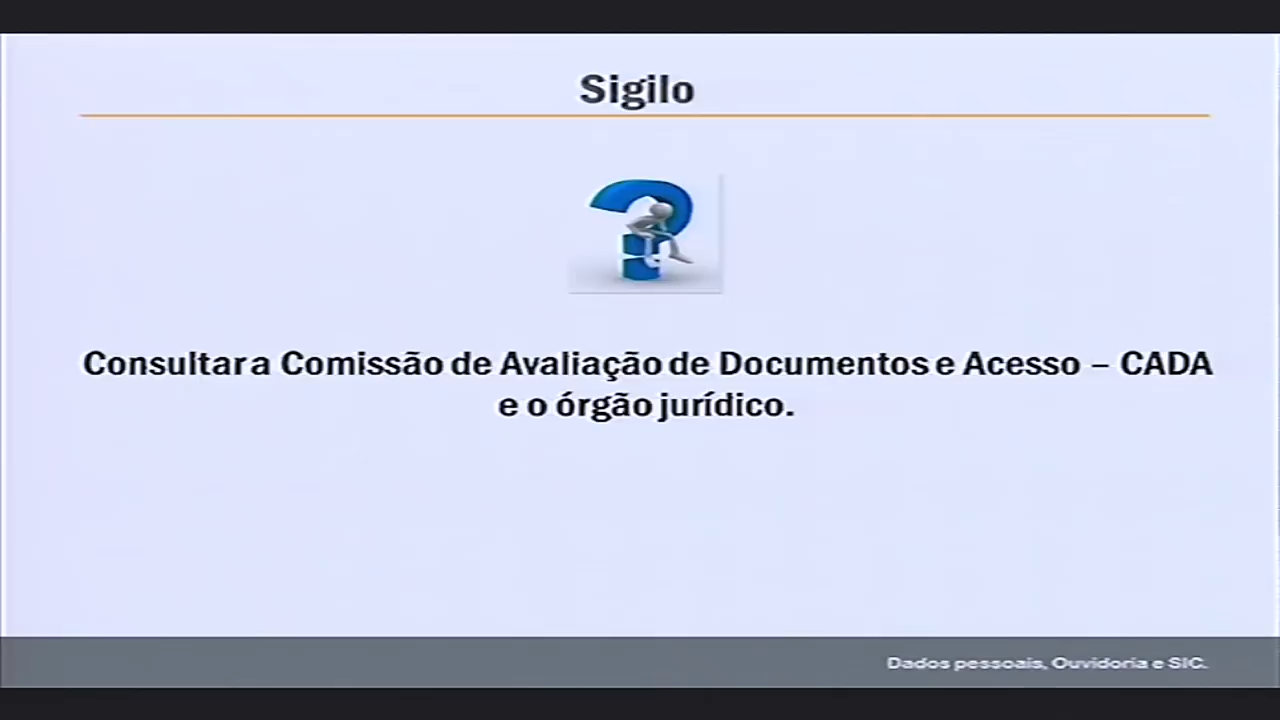 Sigilo
Consultar a Comissão de Avaliação de Documentos e Acesso – CADA
e o órgão jurídico.
Dados pessoais, Ouvidoria e SIC.